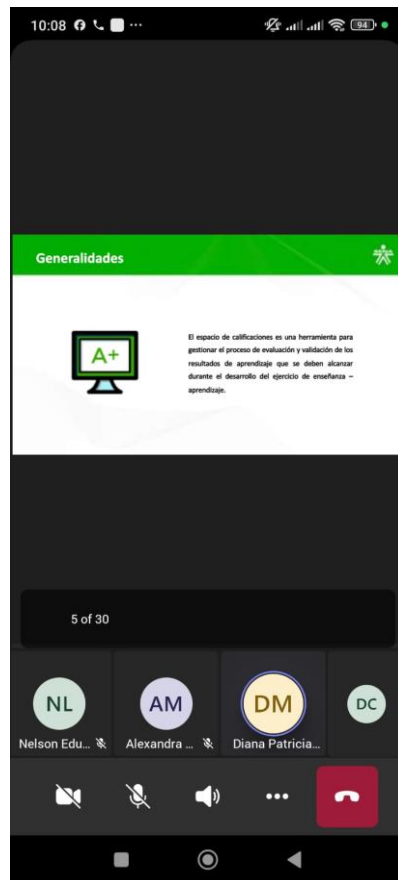 10:08
94
Generalidades
A+
El espacio de calificaciones es una herramienta para
gestionar el proceso de evaluación y validación de los
resultados de aprendizaje que se deben alcanzar
durante el desarrollo del ejercicio de enseñanza –
aprendizaje.
5 of 30
NL
AM
DM
DC
Nelson Edu...
Alexandra ...
Diana Patricia...